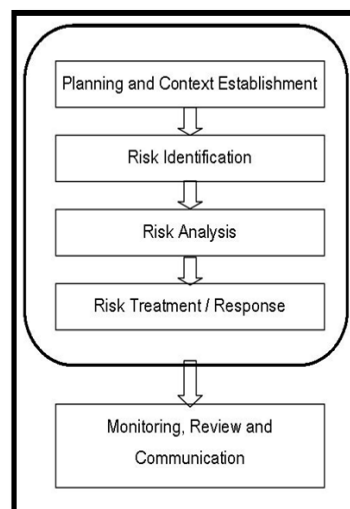 Planning and Context Establishment
Risk Identification
Risk Analysis
Risk Treatment / Response
Monitoring, Review and
Communication